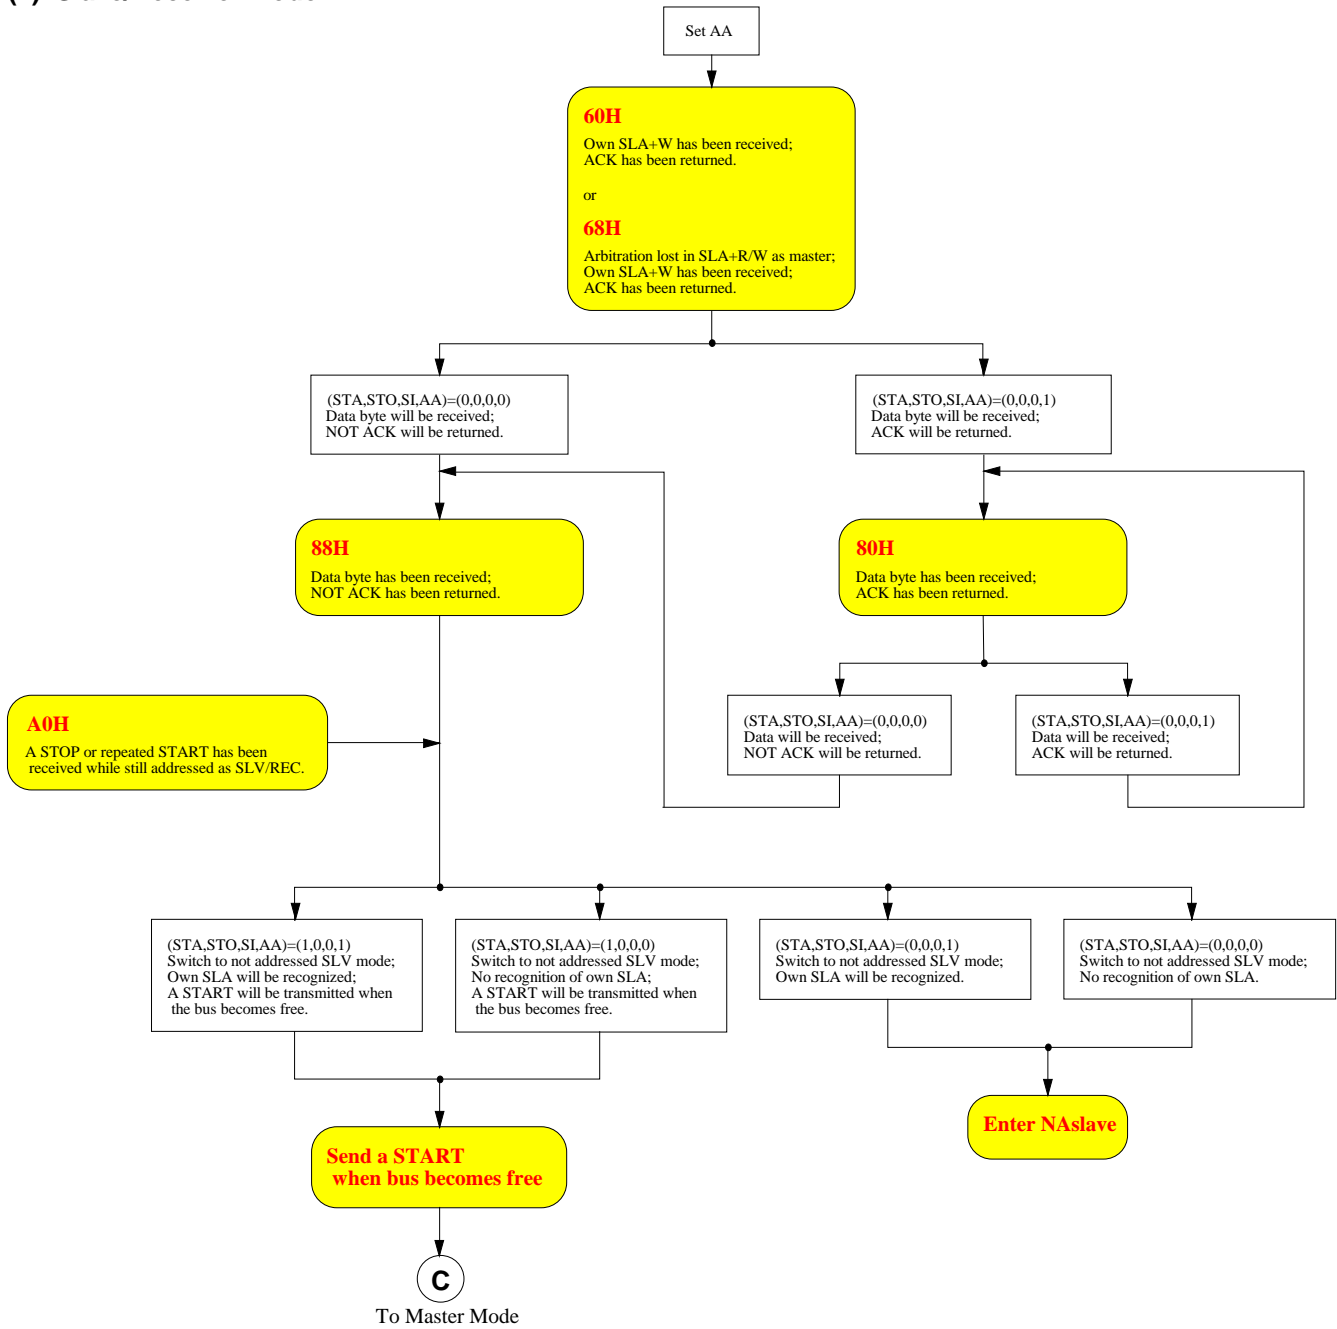 Set AA
60H
Own SLA+W has been received;
ACK has been returned.
or
68H
Arbitration lost in SLA+R/W as master;
Own SLA+W has been received;
ACK has been returned.
(STA,STO,SI,AA)=(0,0,0,0)
Data byte will be received;
NOT ACK will be returned.
(STA,STO,SI,AA)=(0,0,0,1)
Data byte will be received;
ACK will be returned.
88H
Data byte has been received;
NOT ACK has been returned.
80H
Data byte has been received;
ACK has been returned.
A0H
A STOP or repeated START has been
received while still addressed as SLV/REC.
(STA,STO,SI,AA)=(0,0,0,0)
Data will be received;
NOT ACK will be returned.
(STA,STO,SI,AA)=(0,0,0,1)
Data will be received;
ACK will be returned.
(STA,STO,SI,AA)=(1,0,0,1)
Switch to not addressed SLV mode;
Own SLA will be recognized;
A START will be transmitted when
the bus becomes free.
(STA,STO,SI,AA)=(1,0,0,0)
Switch to not addressed SLV mode;
No recognition of own SLA;
A START will be transmitted when
the bus becomes free.
(STA,STO,SI,AA)=(0,0,0,1)
Switch to not addressed SLV mode;
Own SLA will be recognized.
(STA,STO,SI,AA)=(0,0,0,0)
Switch to not addressed SLV mode;
No recognition of own SLA.
Enter NAslave
Send a START
when bus becomes free
C
To Master Mode